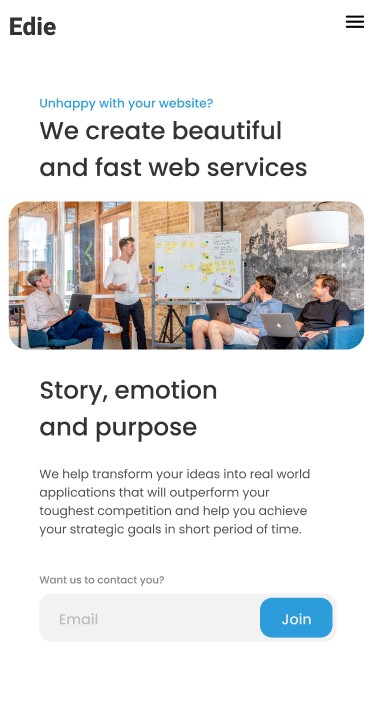 Edie
Unhappy with your website?
We create beautiful
and fast web services
Story, emotion
and purpose
We help transform your ideas into real world
applications that will outperform your
toughest competition and help you achieve
your strategic goals in short period of time.
Want us to contact you?
Email
Join